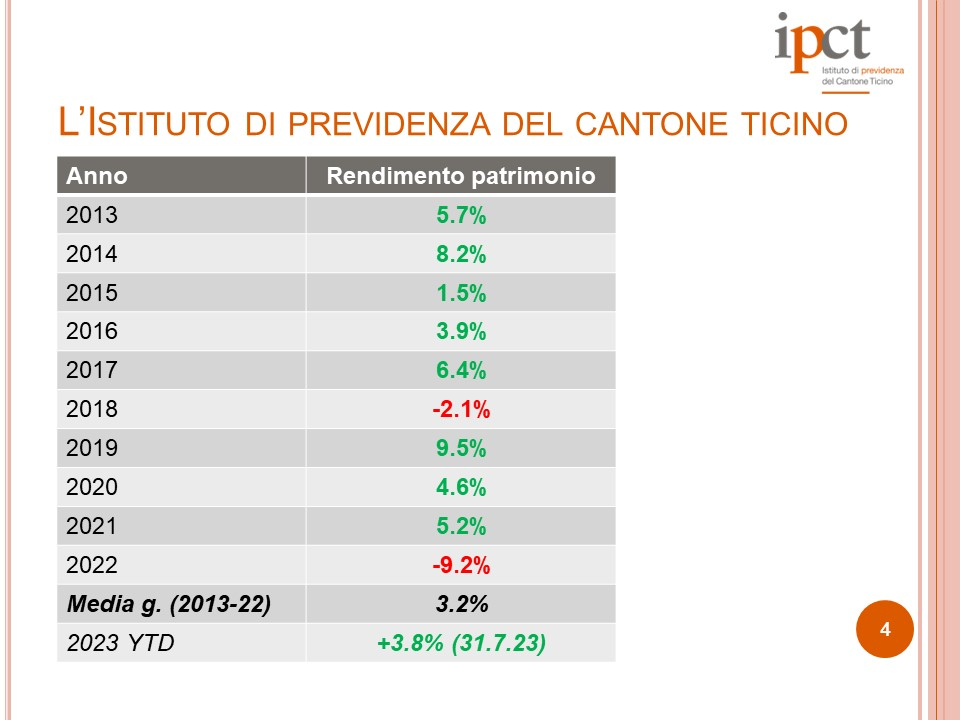 ipct
Istituto di previdenza
del Cantone Ticino
L’ISTITUTO DI PREVIDENZA DEL CANTONE TICINO
Anno Rendimento patrimonio
2013 5.7%
2014 8.2%
2015 1.5%
2016 3.9%
2017 6.4%
2018 -2.1%
2019 9.5%
2020 4.6%
2021 5.2%
2022 -9.2%
Media g. (2013-22) 3.2%
2023 YTD +3.8% (31.7.23)
4